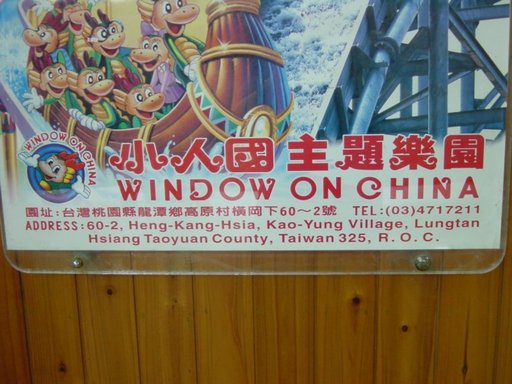 WINDOW ON CHINA
小人國 主題樂園
WINDOW ON CHINA
園址:台灣桃園縣龍潭鄉高原村橫岡下60~2號 TEL:(03)4717211
ADDRESS:60-2, Heng-Kang-Hsia, Kao-Yung Village, Lungtan
Hsiang Taoyuan County, Taiwan 325, R.O.C.